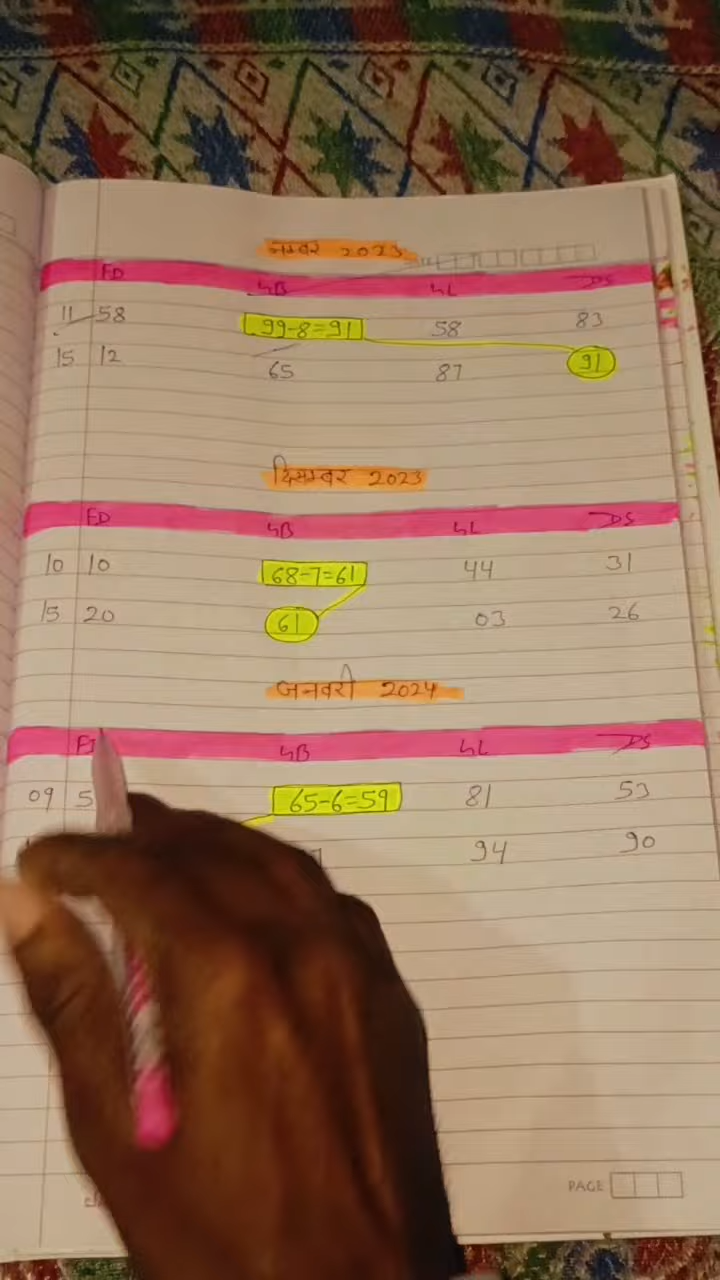 नम्बर 2023
FD GB GL DS
11 58 99-8=91 58 83
15 12 65 87 91
दिसम्बर 2023
FD GB GL DS
10 10 68-7=61 44 31
15 20 61 03 26
जनवरी 2024
GB GL DS
09 65-6=59 81 53
94 90
PAGE